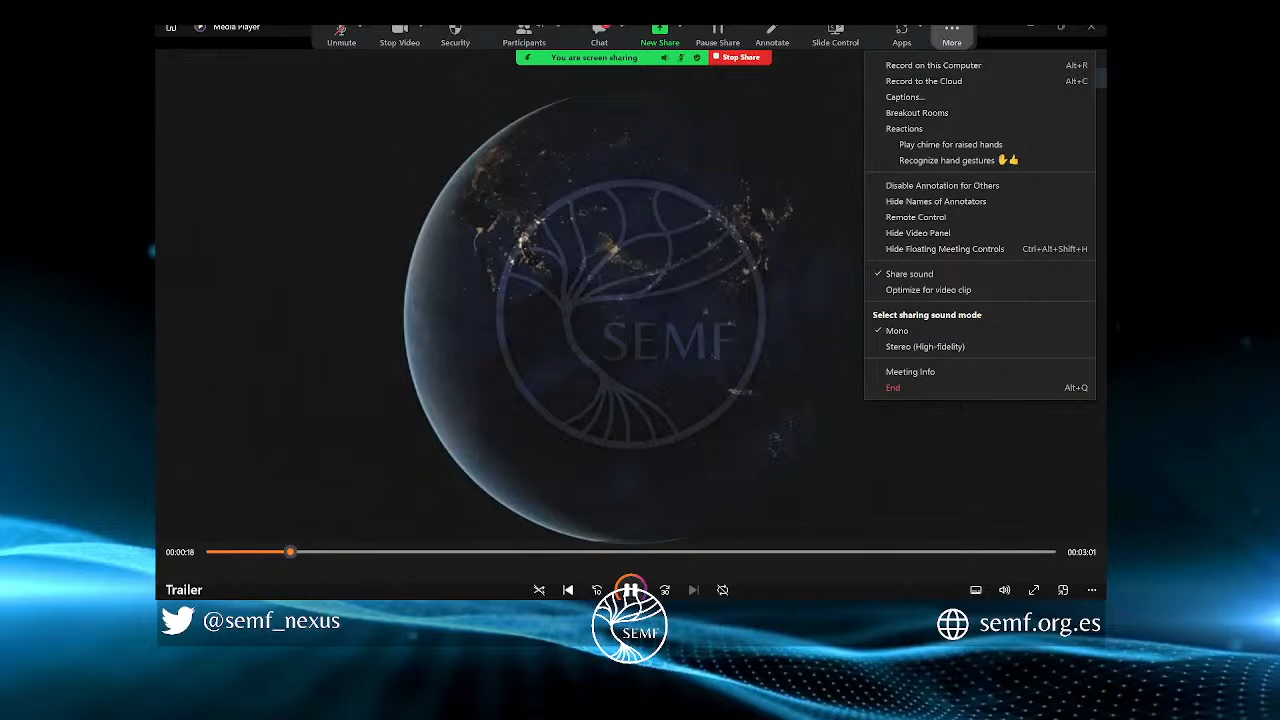 Media Player
Unmute
Stop Video
Security
Participants
Chat
New Share
Pause Share
Annotate
Slide Control
Apps
More
You are screen sharing
Stop Share
Record on this Computer Alt+R
Record to the Cloud Alt+C
Captions...
Breakout Rooms
Reactions
Play chime for raised hands
Recognize hand gestures ✋👍
Disable Annotation for Others
Hide Names of Annotators
Remote Control
Hide Video Panel
Hide Floating Meeting Controls Ctrl+Alt+Shift+H
✓ Share sound
Optimize for video clip
Select sharing sound mode
✓ Mono
Stereo (High-fidelity)
Meeting Info
End Alt+Q
SEMF
00:00:18
00:03:01
Trailer
10
30
@semf_nexus
SEMF
semf.org.es